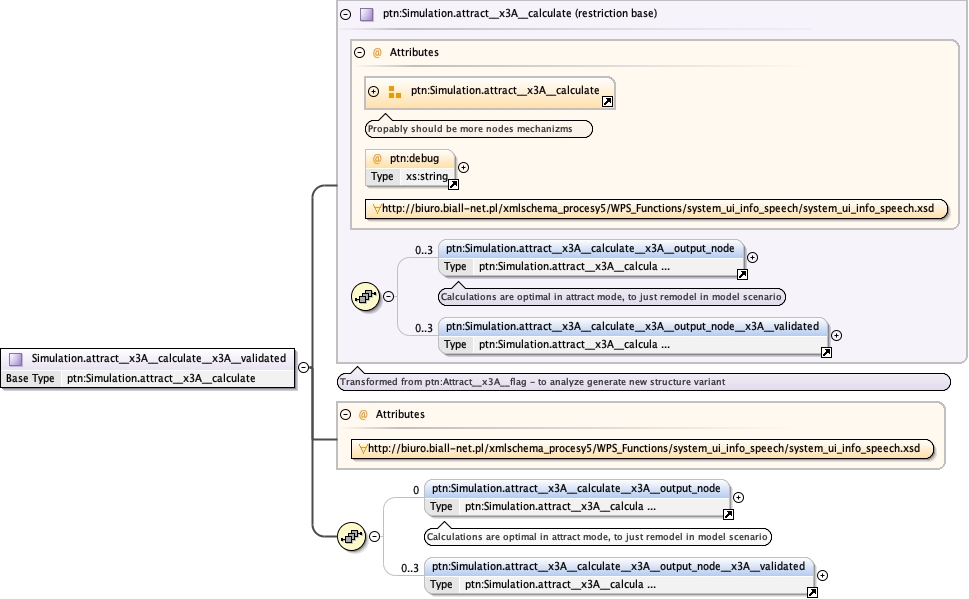 ptn:Simulation.attract__x3A__calculate (restriction base)
@ Attributes
ptn:Simulation.attract__x3A__calculate
Propably should be more nodes mechanizms
@ ptn:debug
Type xs:string
http://biuro.biall-net.pl/xmlschema_procesy5/WPS_Functions/system_ui_info_speech/system_ui_info_speech.xsd
0..3 ptn:Simulation.attract__x3A__calculate__x3A__output_node
Type ptn:Simulation.attract__x3A__calcula ...
Calculations are optimal in attract mode, to just remodel in model scenario
0..3 ptn:Simulation.attract__x3A__calculate__x3A__output_node__x3A__validated
Type ptn:Simulation.attract__x3A__calcula ...
Simulation.attract__x3A__calculate__x3A__validated
Base Type ptn:Simulation.attract__x3A__calculate
Transformed from ptn:Attract__x3A__flag - to analyze generate new structure variant
@ Attributes
http://biuro.biall-net.pl/xmlschema_procesy5/WPS_Functions/system_ui_info_speech/system_ui_info_speech.xsd
0 ptn:Simulation.attract__x3A__calculate__x3A__output_node
Type ptn:Simulation.attract__x3A__calcula ...
Calculations are optimal in attract mode, to just remodel in model scenario
0..3 ptn:Simulation.attract__x3A__calculate__x3A__output_node__x3A__validated
Type ptn:Simulation.attract__x3A__calcula ...